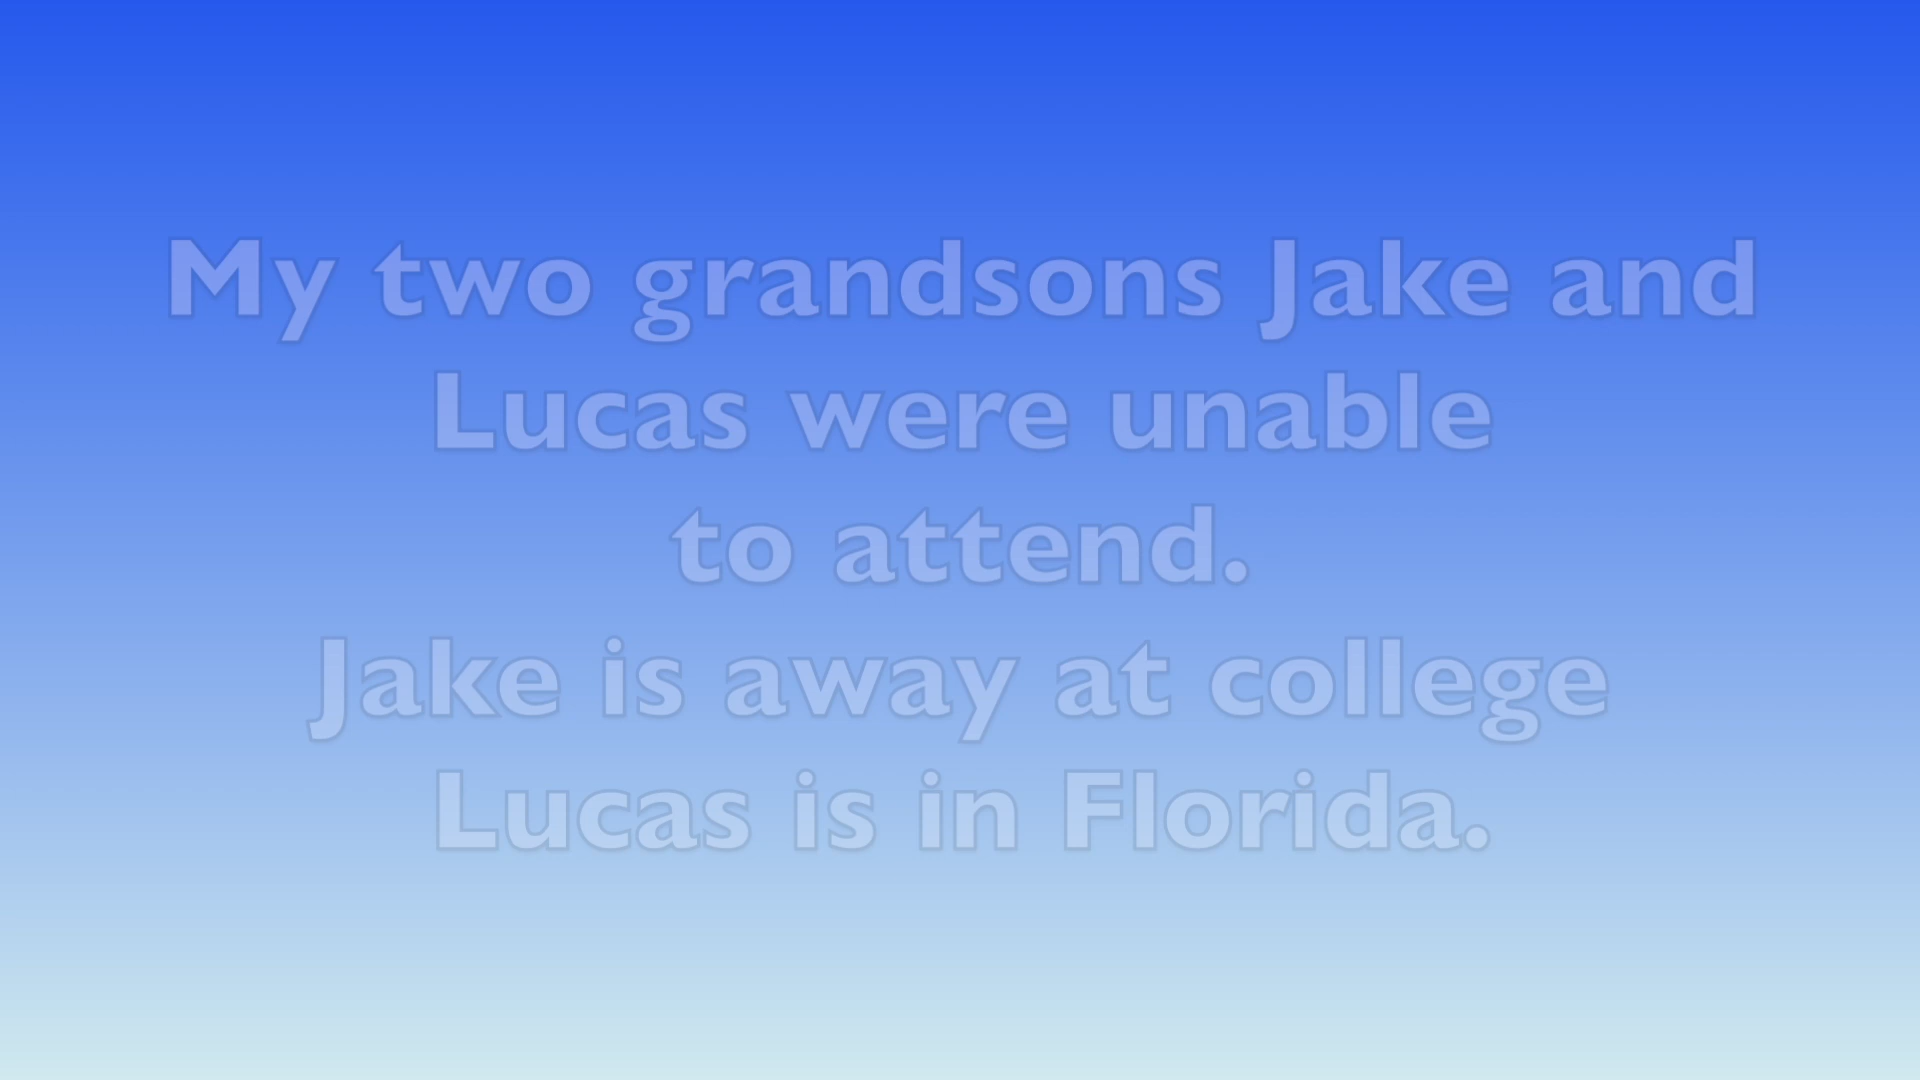 My two grandsons Jake and
Lucas were unable
to attend.
Jake is away at college
Lucas is in Florida.